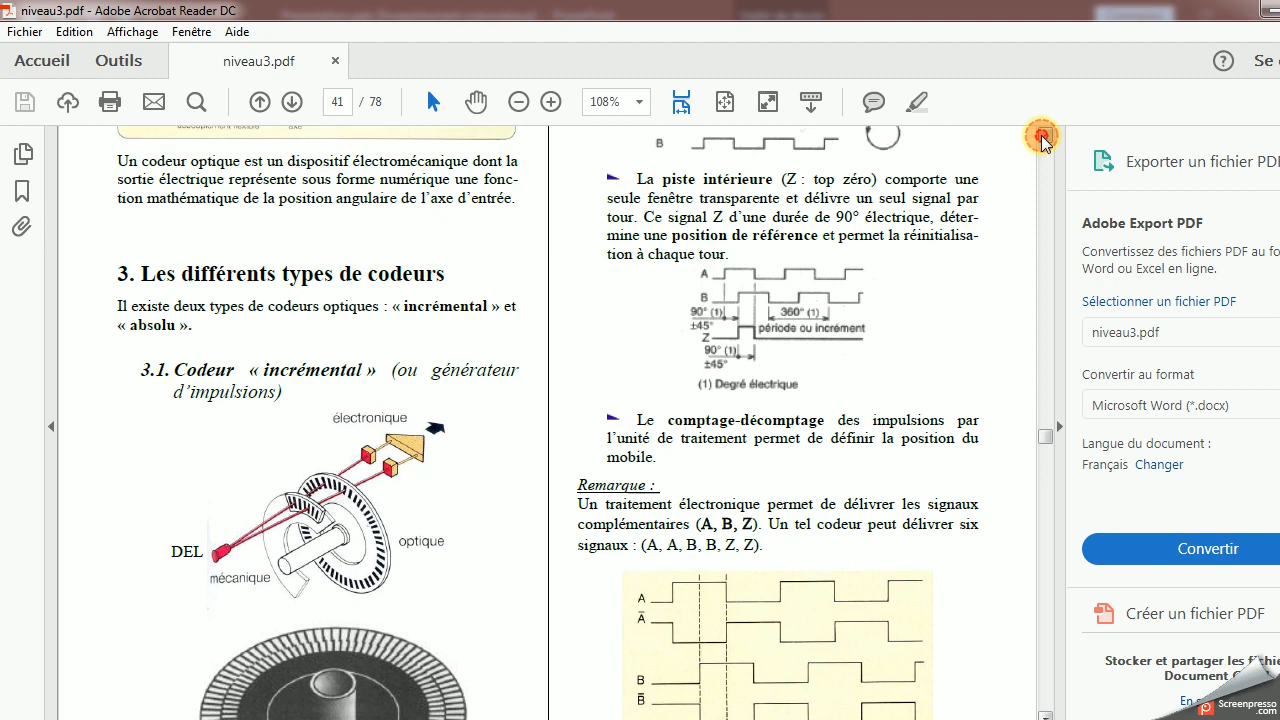 niveau3.pdf - Adobe Acrobat Reader DC
Fichier Edition Affichage Fenêtre Aide
Accueil Outils niveau3.pdf × ? Se
41 / 78 108%
Un codeur optique est un dispositif électromécanique dont la
sortie électrique représente sous forme numérique une fonc-
tion mathématique de la position angulaire de l'axe d'entrée.
3. Les différents types de codeurs
Il existe deux types de codeurs optiques : « incrémental » et
« absolu ».
3.1. Codeur « incrémental » (ou générateur
d'impulsions)
électronique
optique
DEL
mécanique
B
La piste intérieure (Z : top zéro) comporte une
seule fenêtre transparente et délivre un seul signal par
tour. Ce signal Z d'une durée de 90° électrique, déter-
mine une position de référence et permet la réinitialisa-
tion à chaque tour.
A
B
90° (1) 360° (1)
±45° période ou incrément
Z
90° (1)
±45°
(1) Degré électrique
Le comptage-décomptage des impulsions par
l'unité de traitement permet de définir la position du
mobile.
Remarque :
Un traitement électronique permet de délivrer les signaux
complémentaires (A, B, Z). Un tel codeur peut délivrer six
signaux : (A, A, B, B, Z, Z).
A
A̅
B
B̅
Exporter un fichier PDF
Adobe Export PDF
Convertissez des fichiers PDF au fo
Word ou Excel en ligne.
Sélectionner un fichier PDF
niveau3.pdf
Convertir au format
Microsoft Word (*.docx)
Langue du document :
Français Changer
Convertir
Créer un fichier PDF
Stocker et partager les fichie
Document C
En
Screenpresso
.com